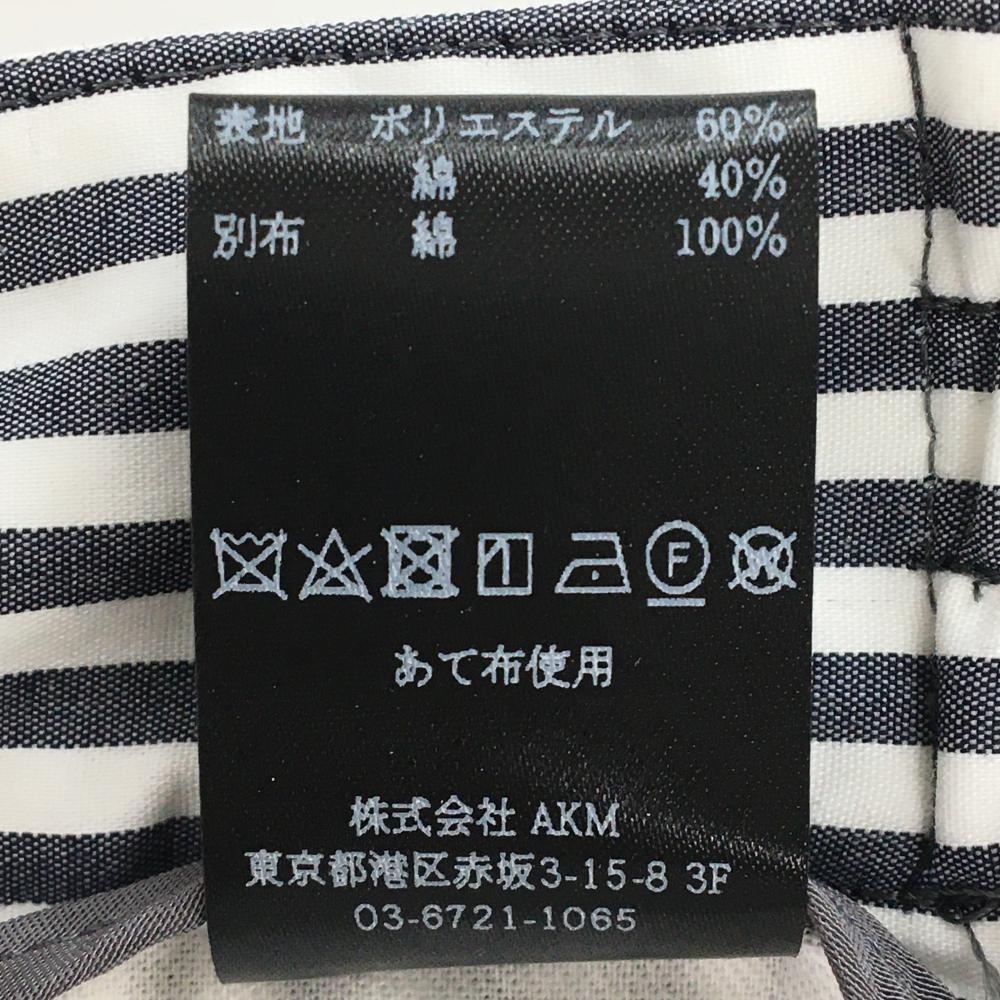 表地 ポリエステル 60%
綿 40%
別布 綿 100%
F W
あて布使用
株式会社 AKM
東京都港区赤坂3-15-8 3F
03-6721-1065